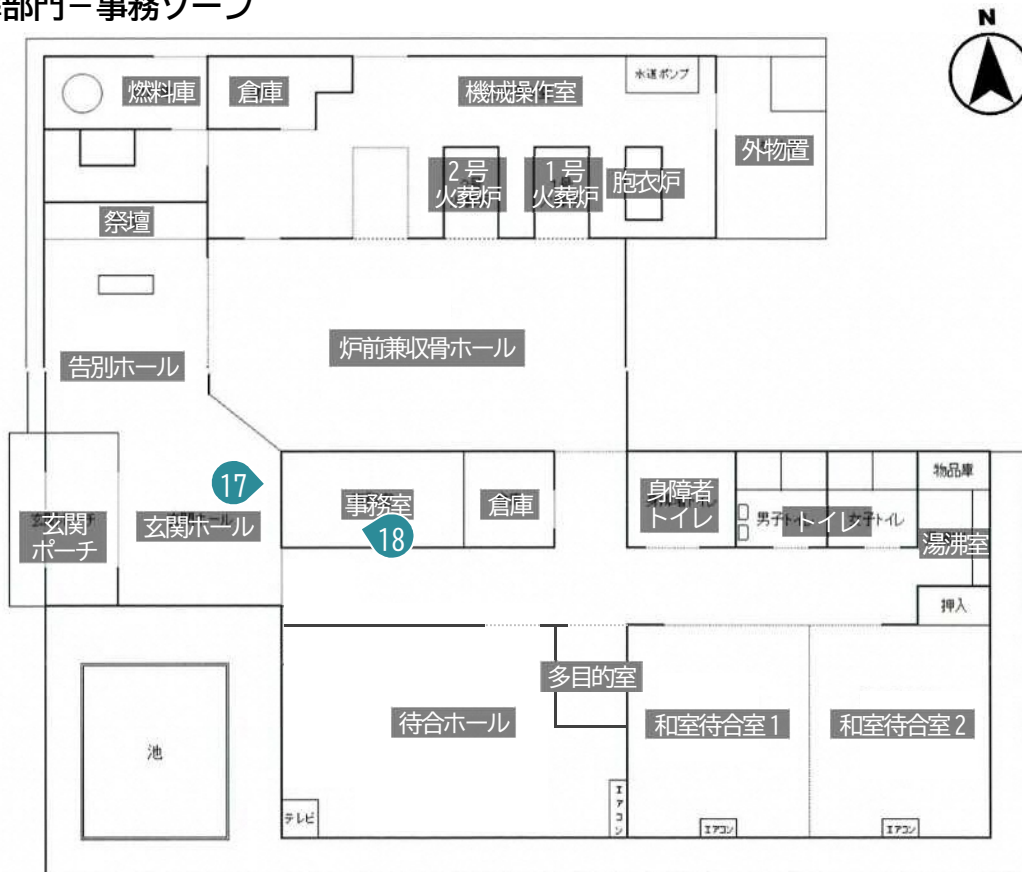 部門－事務ゾーン
N
燃料庫
倉庫
機械操作室
水道ポンプ
外物置
2号
火葬炉
1号
火葬炉
胞衣炉
祭壇
告別ホール
炉前兼収骨ホール
17
玄関
ポーチ
玄関ホール
事務室
18
倉庫
身障者
トイレ
男子トイレ
トイレ
女子トイレ
物品庫
湯沸室
押入
多目的室
待合ホール
和室待合室1
和室待合室2
池
テレビ
エアコン
エアコン
エアコン